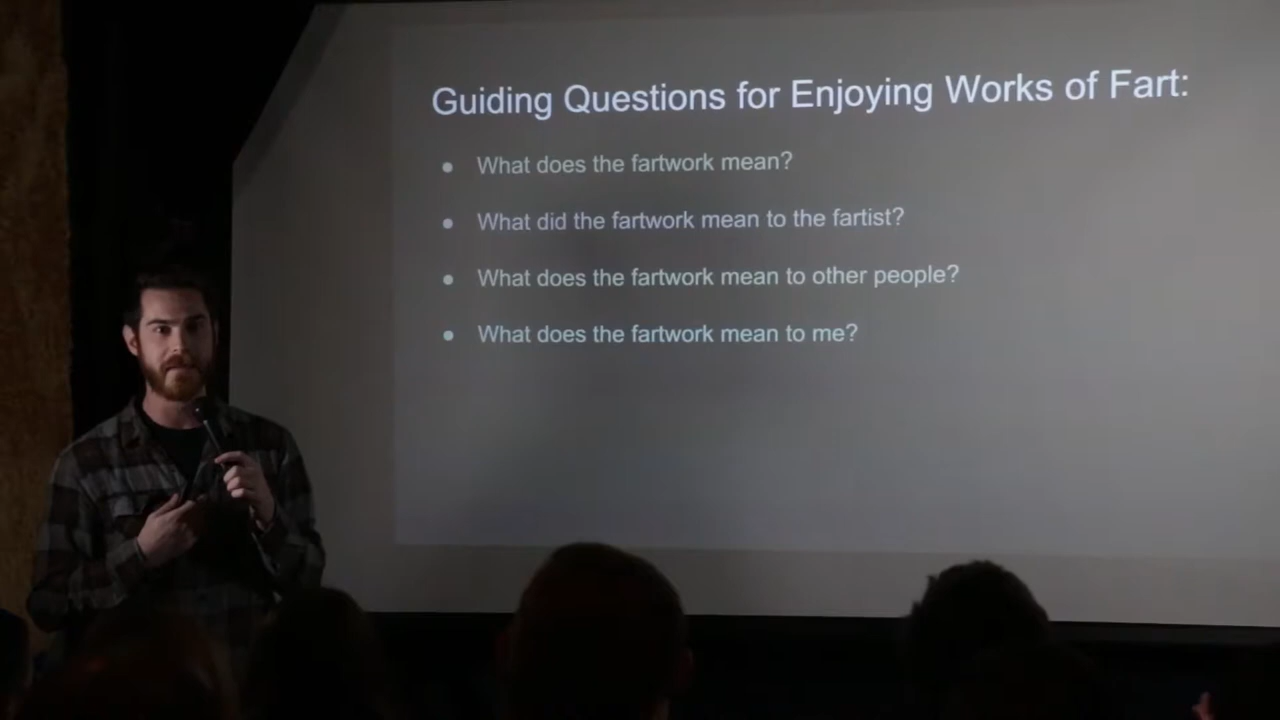 Guiding Questions for Enjoying Works of Fart:
● What does the fartwork mean?
● What did the fartwork mean to the fartist?
● What does the fartwork mean to other people?
● What does the fartwork mean to me?